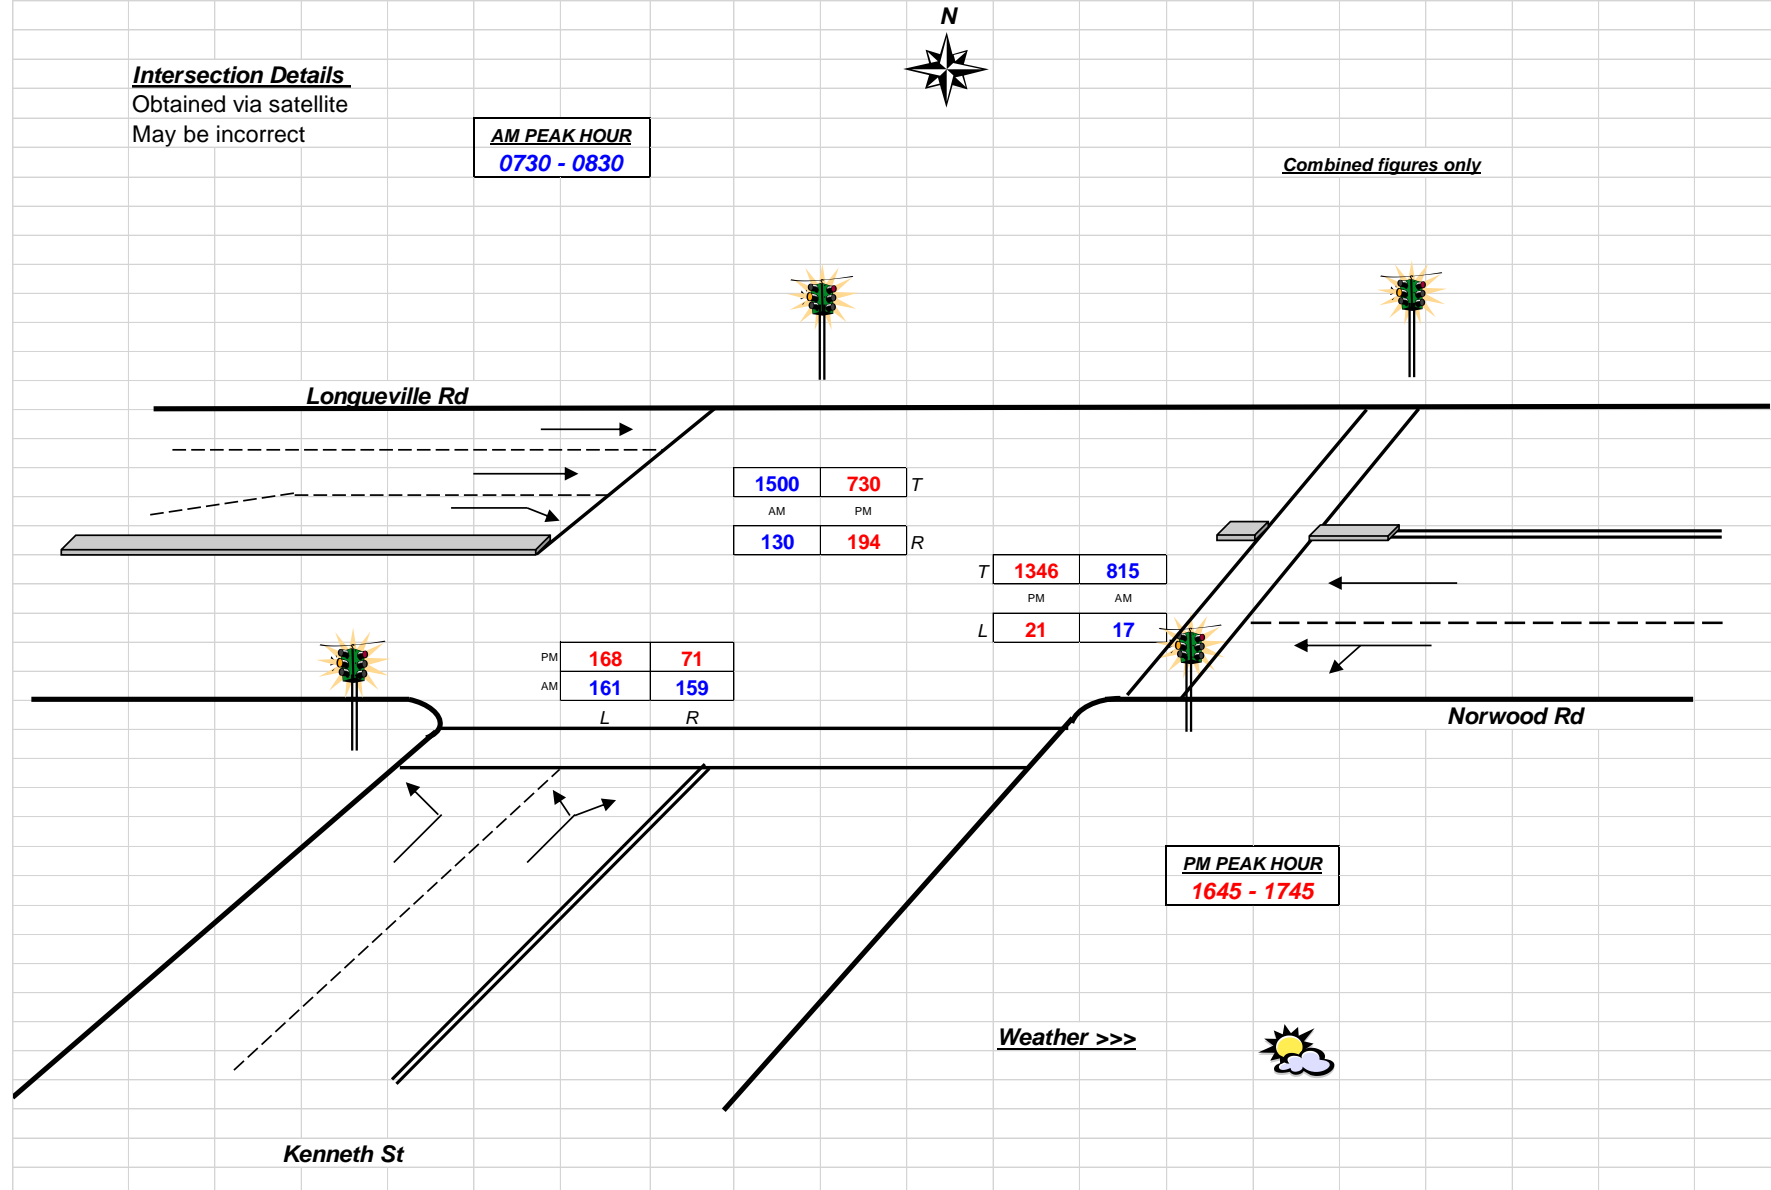 N
Intersection Details
Obtained via satellite
May be incorrect
AM PEAK HOUR
0730 - 0830
Combined figures only
Longueville Rd
1500 730 T
AM PM
130 194 R
T 1346 815
PM AM
L 21 17
PM 168 71
AM 161 159
L R
Norwood Rd
PM PEAK HOUR
1645 - 1745
Weather >>>
Kenneth St